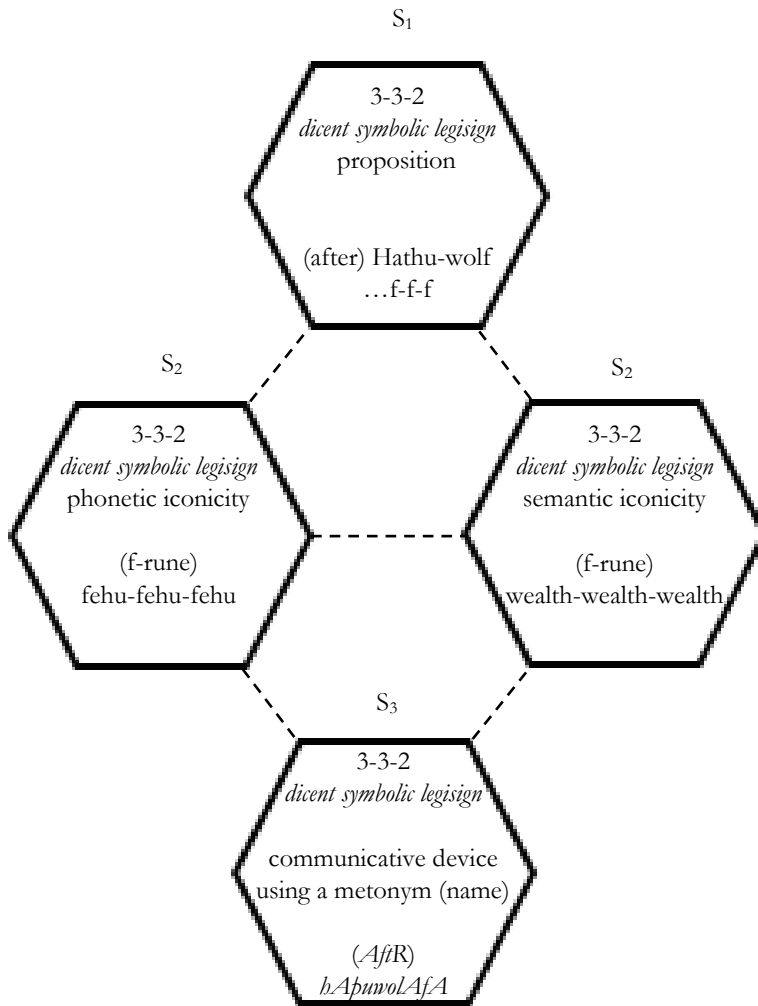 S₁
3-3-2
dicent symbolic legisign
proposition
(after) Hathu-wolf
…f-f-f
S₂
3-3-2
dicent symbolic legisign
phonetic iconicity
(f-rune)
fehu-fehu-fehu
S₂
3-3-2
dicent symbolic legisign
semantic iconicity
(f-rune)
wealth-wealth-wealth
S₃
3-3-2
dicent symbolic legisign
communicative device
using a metonym (name)
(AftR)
hApuwolAfA